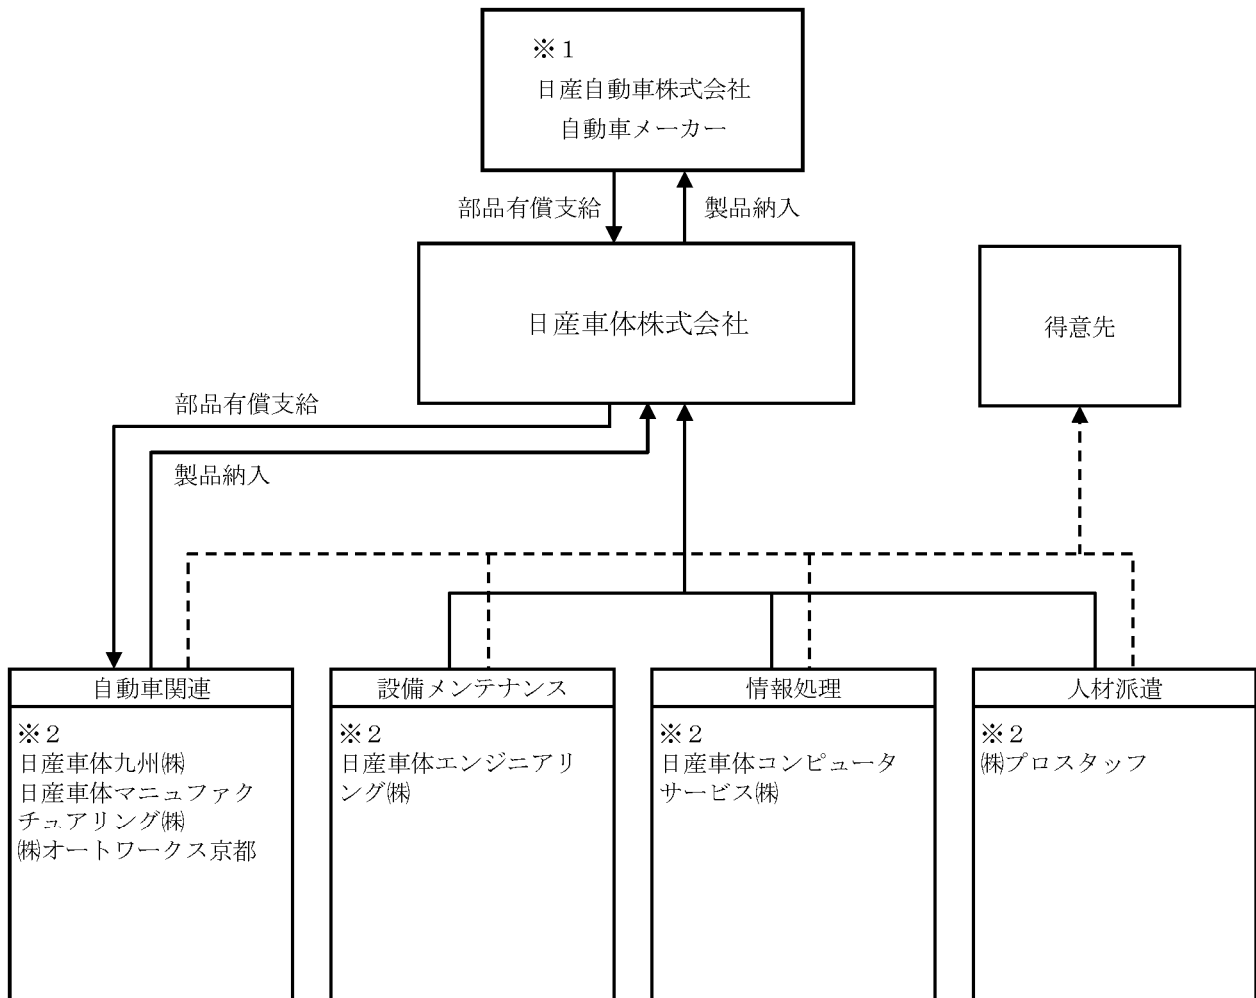 ※１
日産自動車株式会社
自動車メーカー
部品有償支給
製品納入
日産車体株式会社
得意先
部品有償支給
製品納入
自動車関連
※２
日産車体九州㈱
日産車体マニュファク
チュアリング㈱
㈱オートワークス京都
設備メンテナンス
※２
日産車体エンジニアリ
ング㈱
情報処理
※２
日産車体コンピュータ
サービス㈱
人材派遣
※２
㈱プロスタッフ